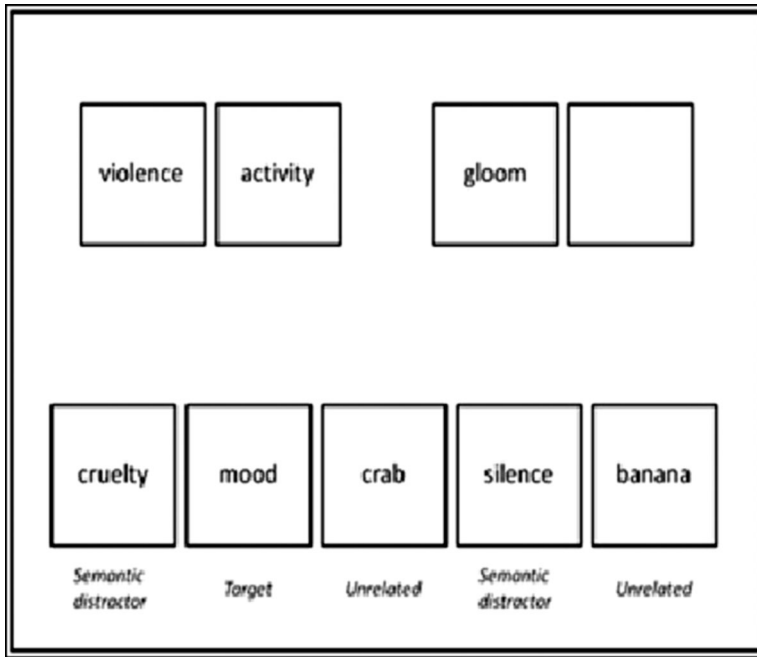 violence activity gloom
cruelty mood crab silence banana
Semantic distractor Target Unrelated Semantic distractor Unrelated